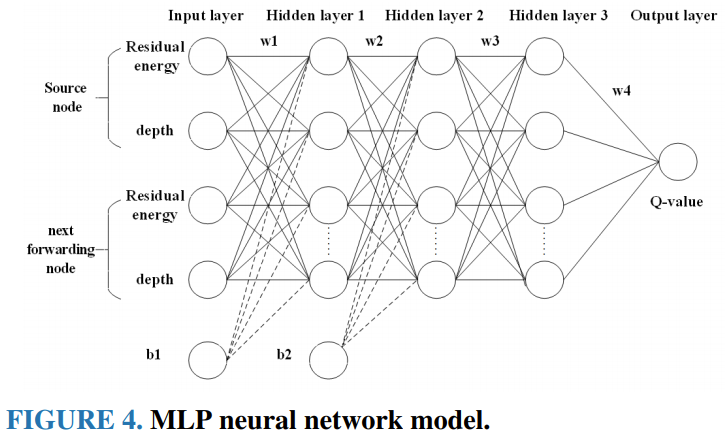 Input layer Hidden layer 1 Hidden layer 2 Hidden layer 3 Output layer
w1 w2 w3
Residual
energy
w4
Source
node
depth
Q-value
Residual
energy
next
forwarding
node
depth
b1 b2
FIGURE 4. MLP neural network model.